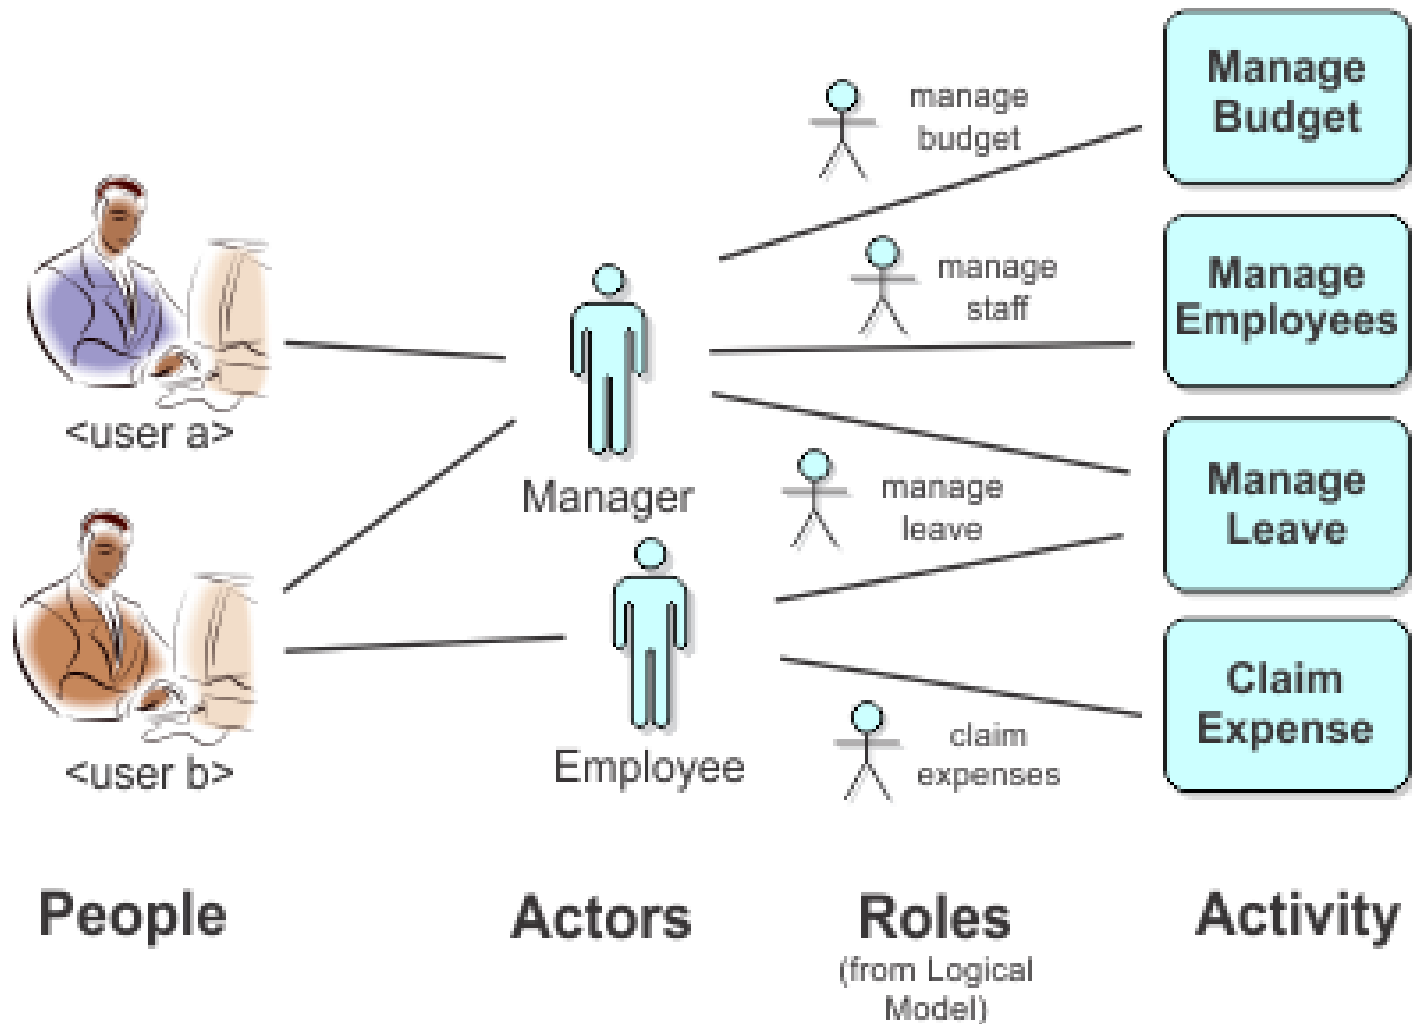 manage
budget
Manage
Budget
manage
staff
Manage
Employees
<user a>
Manager
manage
leave
Manage
Leave
<user b>
Employee
claim
expenses
Claim
Expense
People
Actors
Roles
(from Logical
Model)
Activity